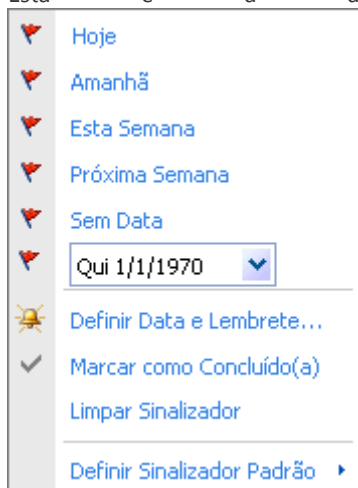 Hoje
Amanhã
Esta Semana
Próxima Semana
Sem Data
Qui 1/1/1970
Definir Data e Lembrete...
Marcar como Concluído(a)
Limpar Sinalizador
Definir Sinalizador Padrão